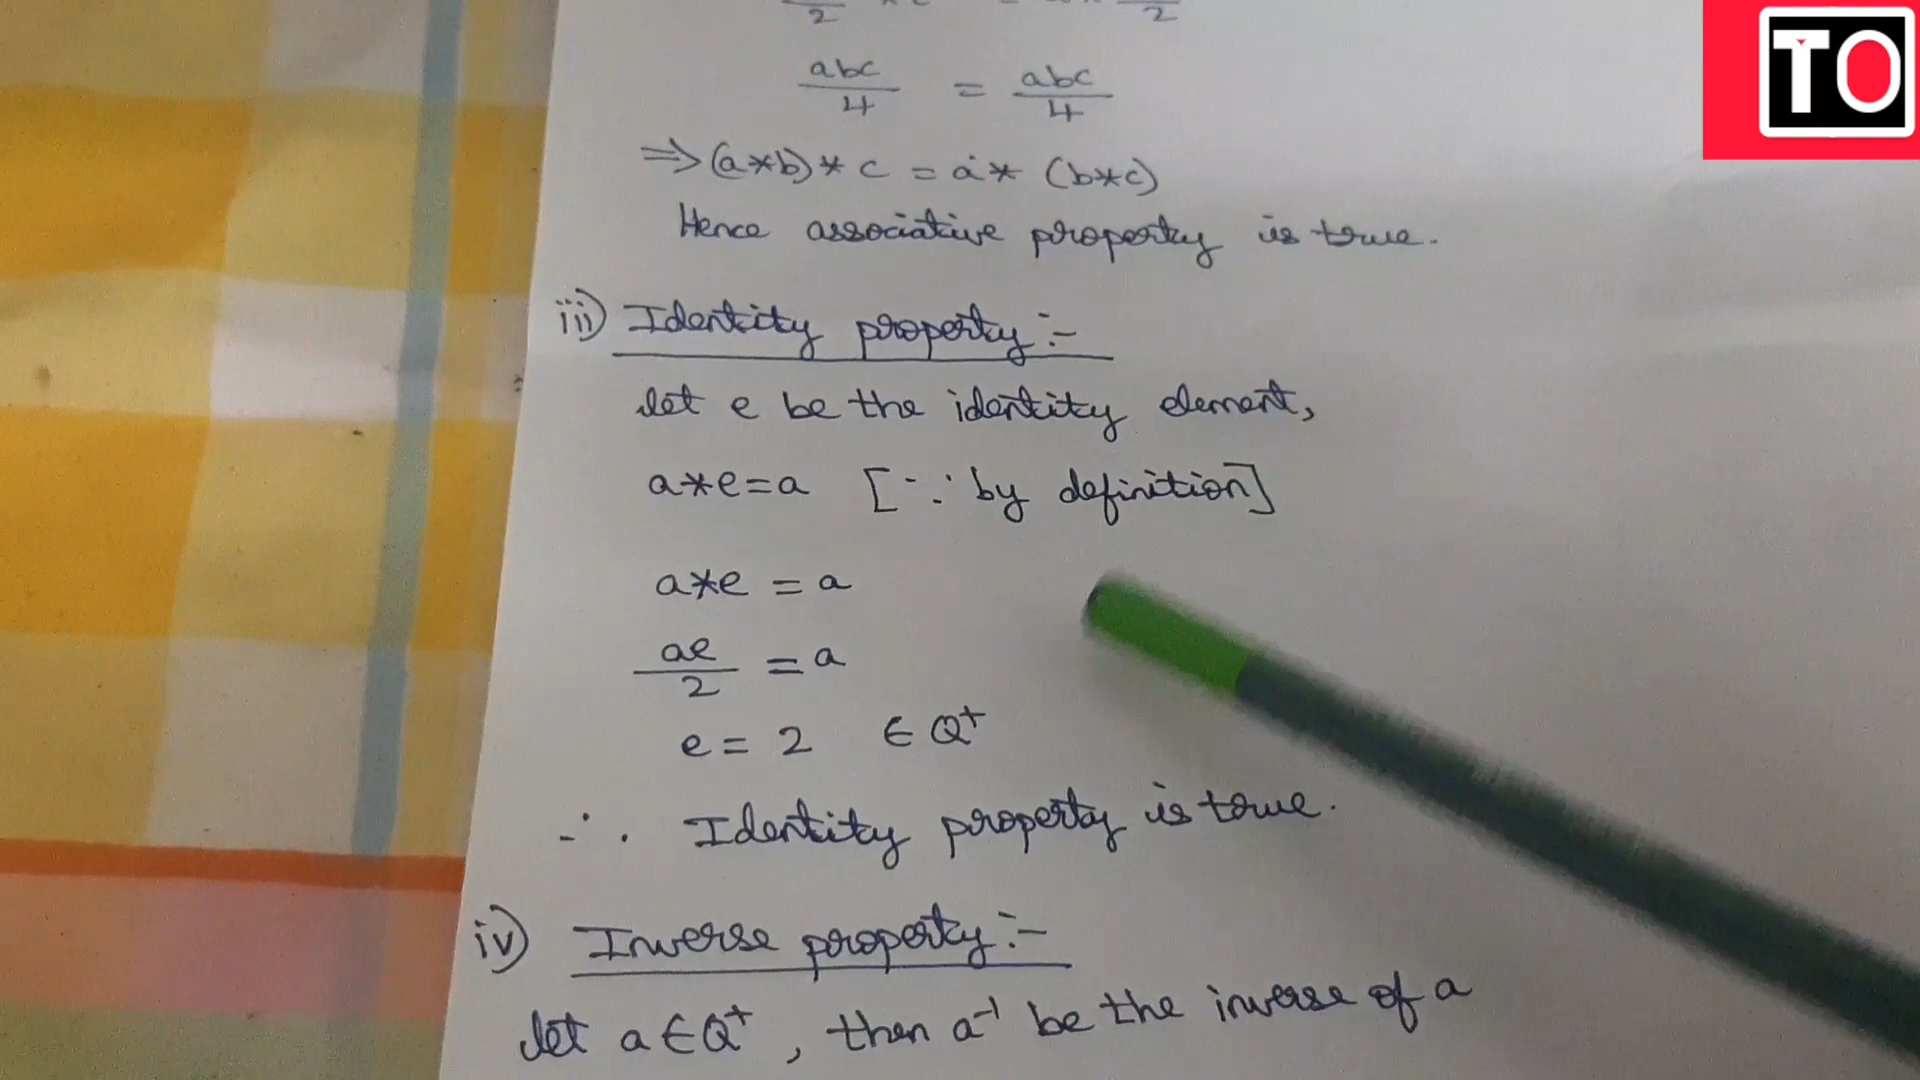 TO
abc/4 = abc/4
⇒ (a*b)*c = a*(b*c)
Hence associative property is true.
iii) Identity property :-
let e be the identity element,
a*e=a [∵ by definition]
a*e = a
ae/2 = a
e = 2 ∈ Q⁺
∴ Identity property is true.
iv) Inverse property :-
let a ∈ Q⁺, then a⁻¹ be the inverse of a